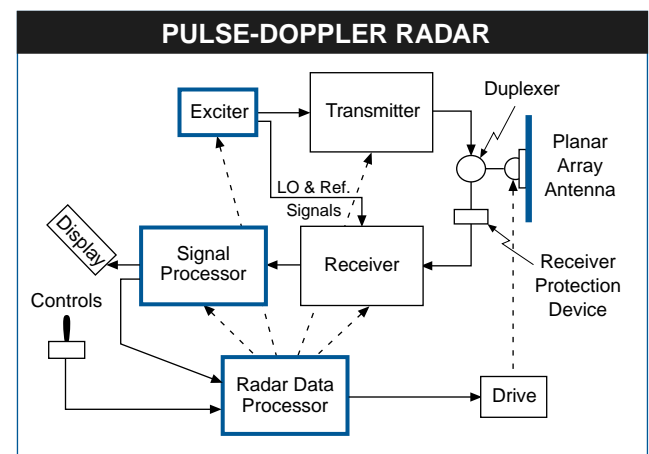 PULSE-DOPPLER RADAR
Duplexer
Exciter
Transmitter
Planar
Array
Antenna
LO & Ref.
Signals
Display
Signal
Processor
Receiver
Receiver
Protection
Device
Controls
Radar Data
Processor
Drive